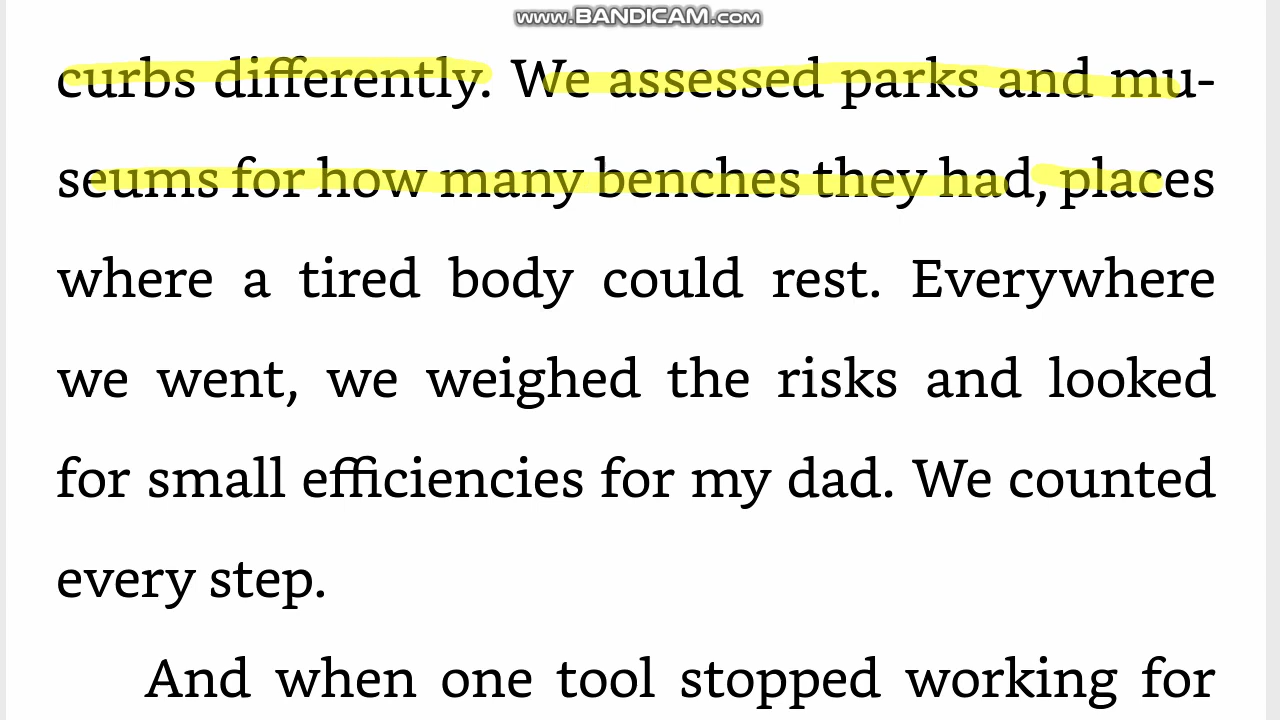 www.BANDICAM.com
curbs differently. We assessed parks and mu-
seums for how many benches they had, places
where a tired body could rest. Everywhere
we went, we weighed the risks and looked
for small efficiencies for my dad. We counted
every step.
And when one tool stopped working for